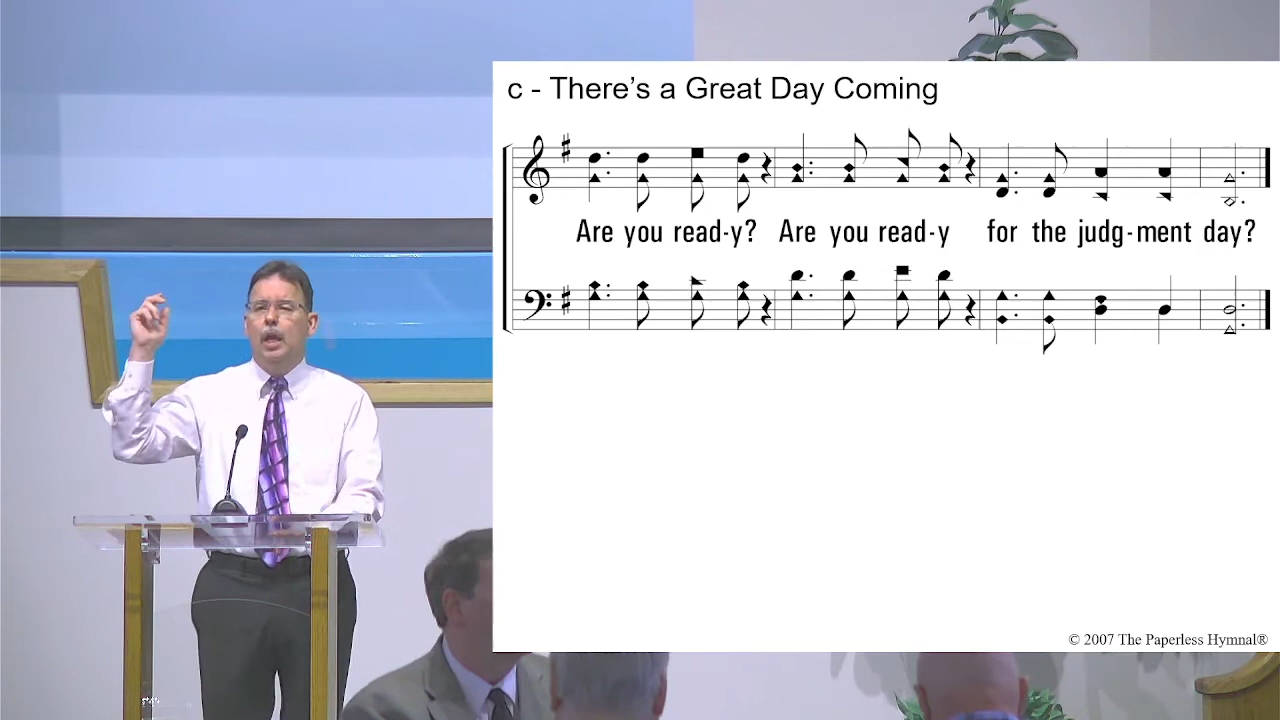 c - There’s a Great Day Coming
Are you read-y? Are you read-y for the judg-ment day?
© 2007 The Paperless Hymnal®